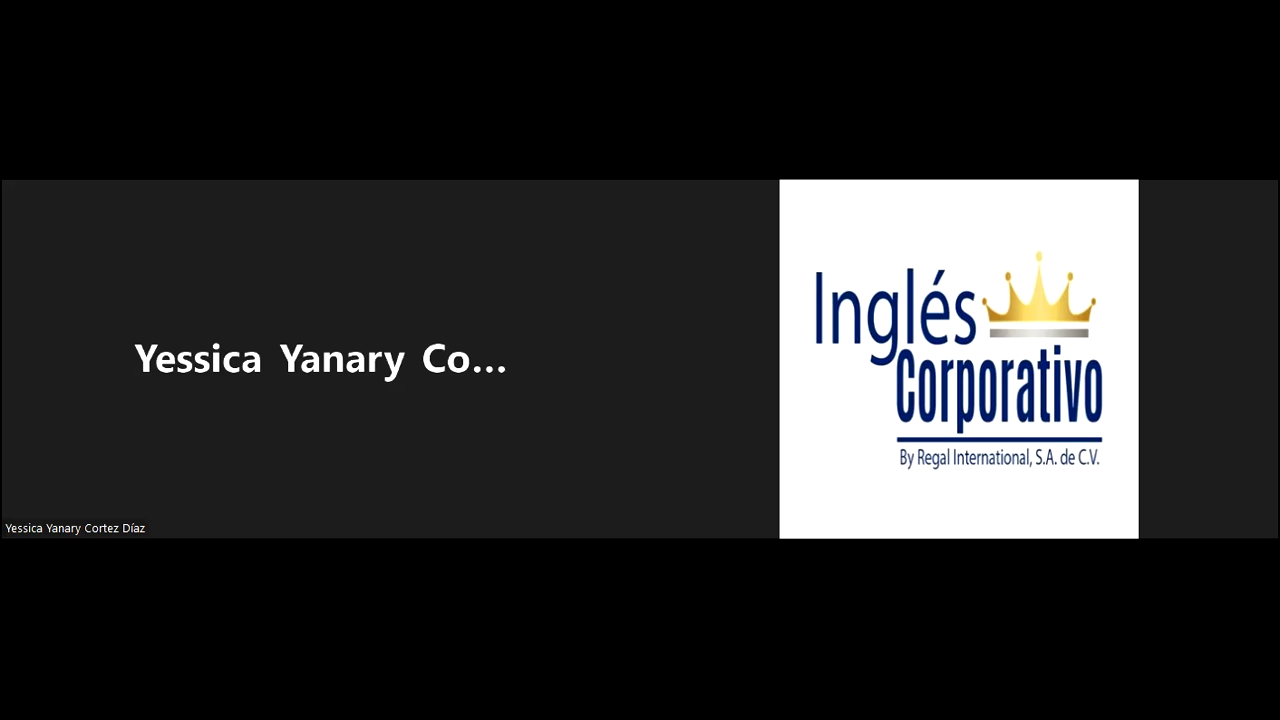 Yessica Yanary Co...
Yessica Yanary Cortez Díaz
Inglés
Corporativo
By Regal International, S.A. de C.V.